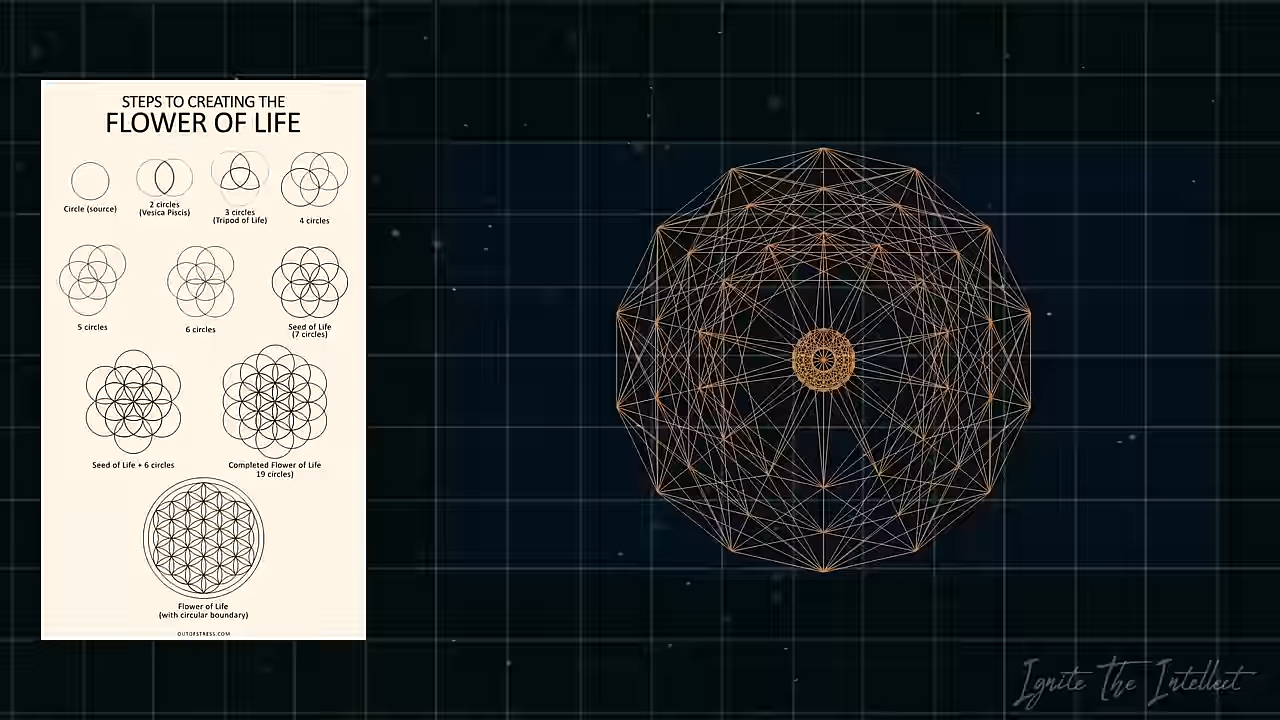 STEPS TO CREATING THE
FLOWER OF LIFE
Circle (source)
2 circles
(Vesica Piscis)
3 circles
(Tripod of Life)
4 circles
5 circles
6 circles
Seed of Life
(7 circles)
Seed of Life + 6 circles
Completed Flower of Life
19 circles)
Flower of Life
(with circular boundary)
OUTOFSTRESS.COM
Ignite The Intellect